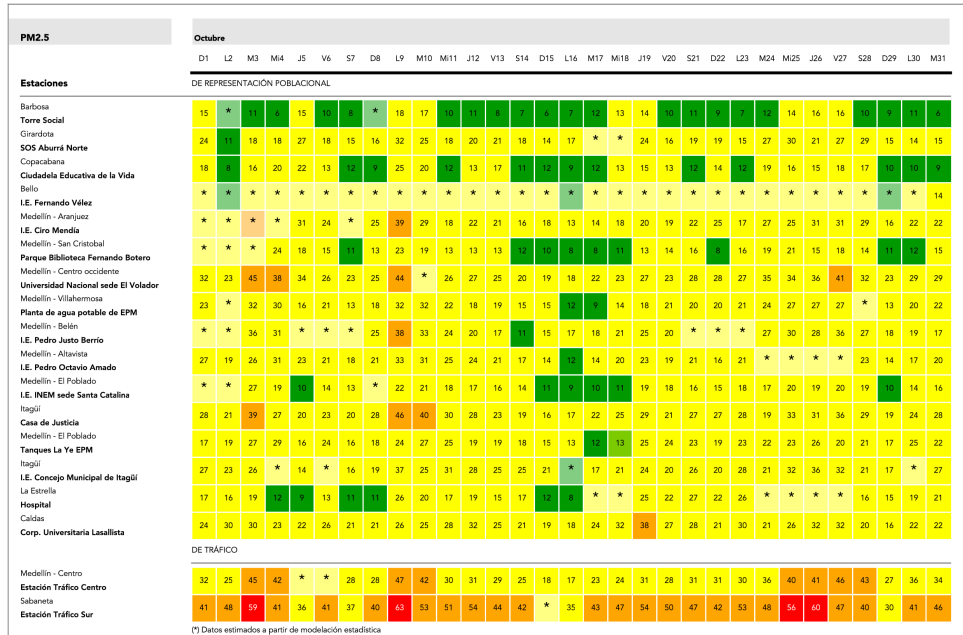 PM2.5
Octubre
D1 L2 M3 Mi4 J5 V6 S7 D8 L9 M10 Mi11 J12 V13 S14 D15 L16 M17 Mi18 J19 V20 S21 D22 L23 M24 Mi25 J26 V27 S28 D29 L30 M31
Estaciones
DE REPRESENTACIÓN POBLACIONAL
Barbosa
15 * 11 6 15 10 8 * 18 17 10 11 8 7 6 7 12 13 14 10 11 9 7 12 14 16 16 10 9 11 6
Torre Social
Girardota
24 11 18 18 27 18 15 16 32 25 18 20 21 18 14 17 * * 24 16 19 19 15 27 30 21 27 29 15 14 15
SOS Aburrá Norte
Copacabana
18 8 16 20 22 13 12 9 25 20 12 13 17 11 12 9 12 13 15 13 12 14 12 19 16 15 18 17 10 10 9
Ciudadela Educativa de la Vida
Bello
* * * * * * * * * * * * * * * * * * * * * * * * * * * * * * 14
I.E. Fernando Vélez
Medellín - Aranjuez
* * * * 31 24 * 25 39 29 18 22 21 16 18 13 14 18 20 19 22 25 17 27 25 31 31 29 16 22 22
I.E. Ciro Mendía
Medellín - San Cristobal
* * * 24 18 15 11 13 23 19 13 13 13 12 10 8 8 11 13 14 16 8 14 19 21 15 18 14 11 12 15
Parque Biblioteca Fernando Botero
Medellín - Centro occidente
32 23 45 38 34 26 23 25 44 * 26 27 25 20 19 18 22 23 27 23 28 28 27 35 34 36 41 32 23 29 29
Universidad Nacional sede El Volador
Medellín - Villahermosa
23 * 32 30 16 21 13 18 32 32 22 18 19 15 15 12 9 14 18 21 20 20 21 24 27 27 27 * 13 20 22
Planta de agua potable de EPM
Medellín - Belén
* * 36 31 * * * 25 38 33 24 20 17 11 15 17 18 21 25 20 * * * 27 30 28 36 27 18 19 17
I.E. Pedro Justo Berrío
Medellín - Altavista
27 19 26 31 23 21 18 21 33 31 25 24 21 17 14 12 14 20 23 19 21 16 21 * * * * 23 14 17 20
I.E. Pedro Octavio Amado
Medellín - El Poblado
* * 27 19 10 14 13 * 22 21 18 17 16 14 11 9 10 11 19 18 16 15 18 17 20 19 20 19 10 14 16
I.E. INEM sede Santa Catalina
Itagüí
28 21 39 27 20 23 20 28 46 40 30 28 23 19 16 17 22 25 29 21 27 27 28 19 33 31 36 29 19 24 28
Casa de Justicia
Medellín - El Poblado
17 19 27 29 16 24 16 18 24 27 25 19 19 18 15 13 12 13 25 24 23 19 23 22 25 20 21 21 17 25 22
Tanques La Ye EPM
Itagüí
27 23 26 * 14 * 16 19 37 25 31 28 25 25 21 * 17 21 24 20 26 20 28 21 32 36 32 21 17 * 27
I.E. Concejo Municipal de Itagüí
La Estrella
17 16 19 12 9 13 11 11 26 20 17 19 15 17 12 8 * * 25 22 27 22 26 * * * * 16 15 19 21
Hospital
Caldas
24 30 30 23 22 26 21 21 26 25 28 32 25 21 19 18 24 32 38 27 28 21 30 21 26 32 32 20 16 22 22
Corp. Universitaria Lasallista
DE TRÁFICO
Medellín - Centro
32 25 45 42 * * 28 28 47 42 30 31 29 25 18 17 23 24 31 28 31 31 30 36 40 41 46 43 27 36 34
Estación Tráfico Centro
Sabaneta
41 48 59 41 36 41 37 40 63 53 51 54 44 42 * 35 43 47 54 50 47 42 53 48 56 60 47 40 30 41 46
Estación Tráfico Sur
(*) Datos estimados a partir de modelación estadística